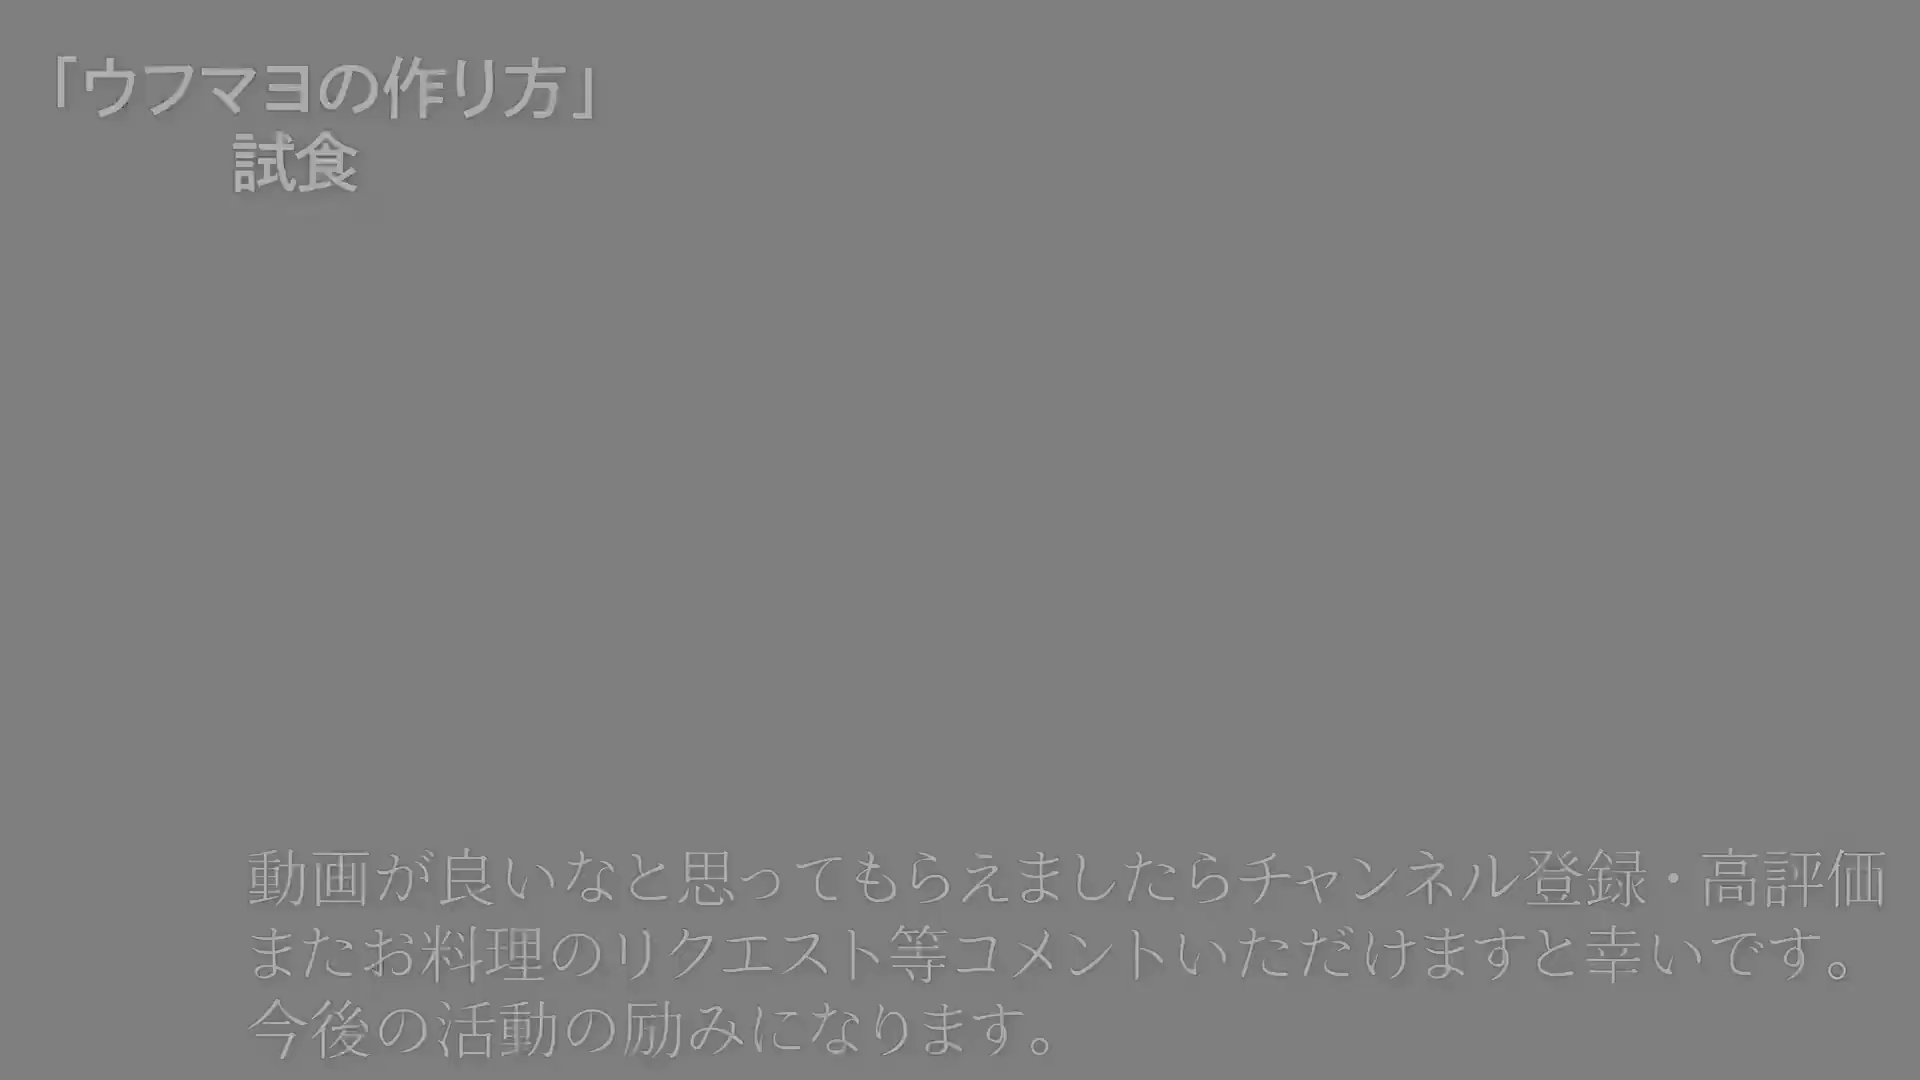 「ウフマヨの作り方」
試食
動画が良いなと思ってもらえましたらチャンネル登録・高評価
またお料理のリクエスト等コメントいただけますと幸いです。
今後の活動の励みになります。